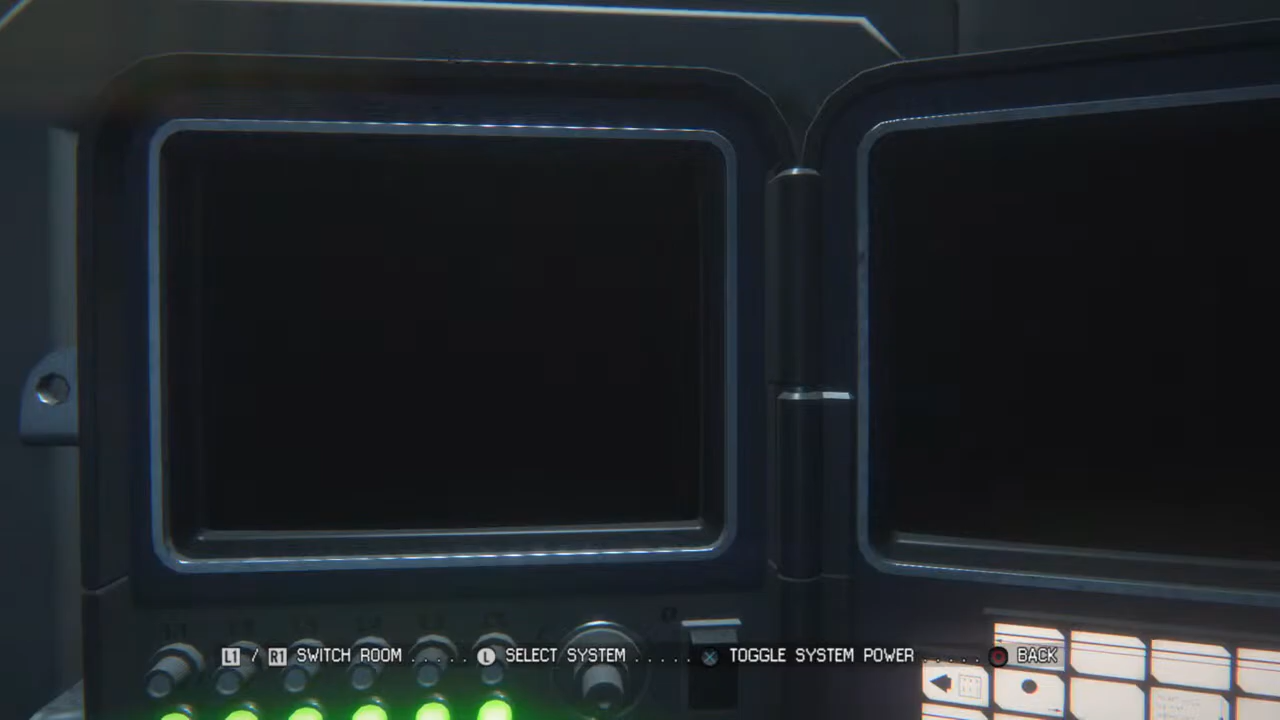 L1 / R1 SWITCH ROOM ...... L SELECT SYSTEM ...... X TOGGLE SYSTEM POWER ...... BACK